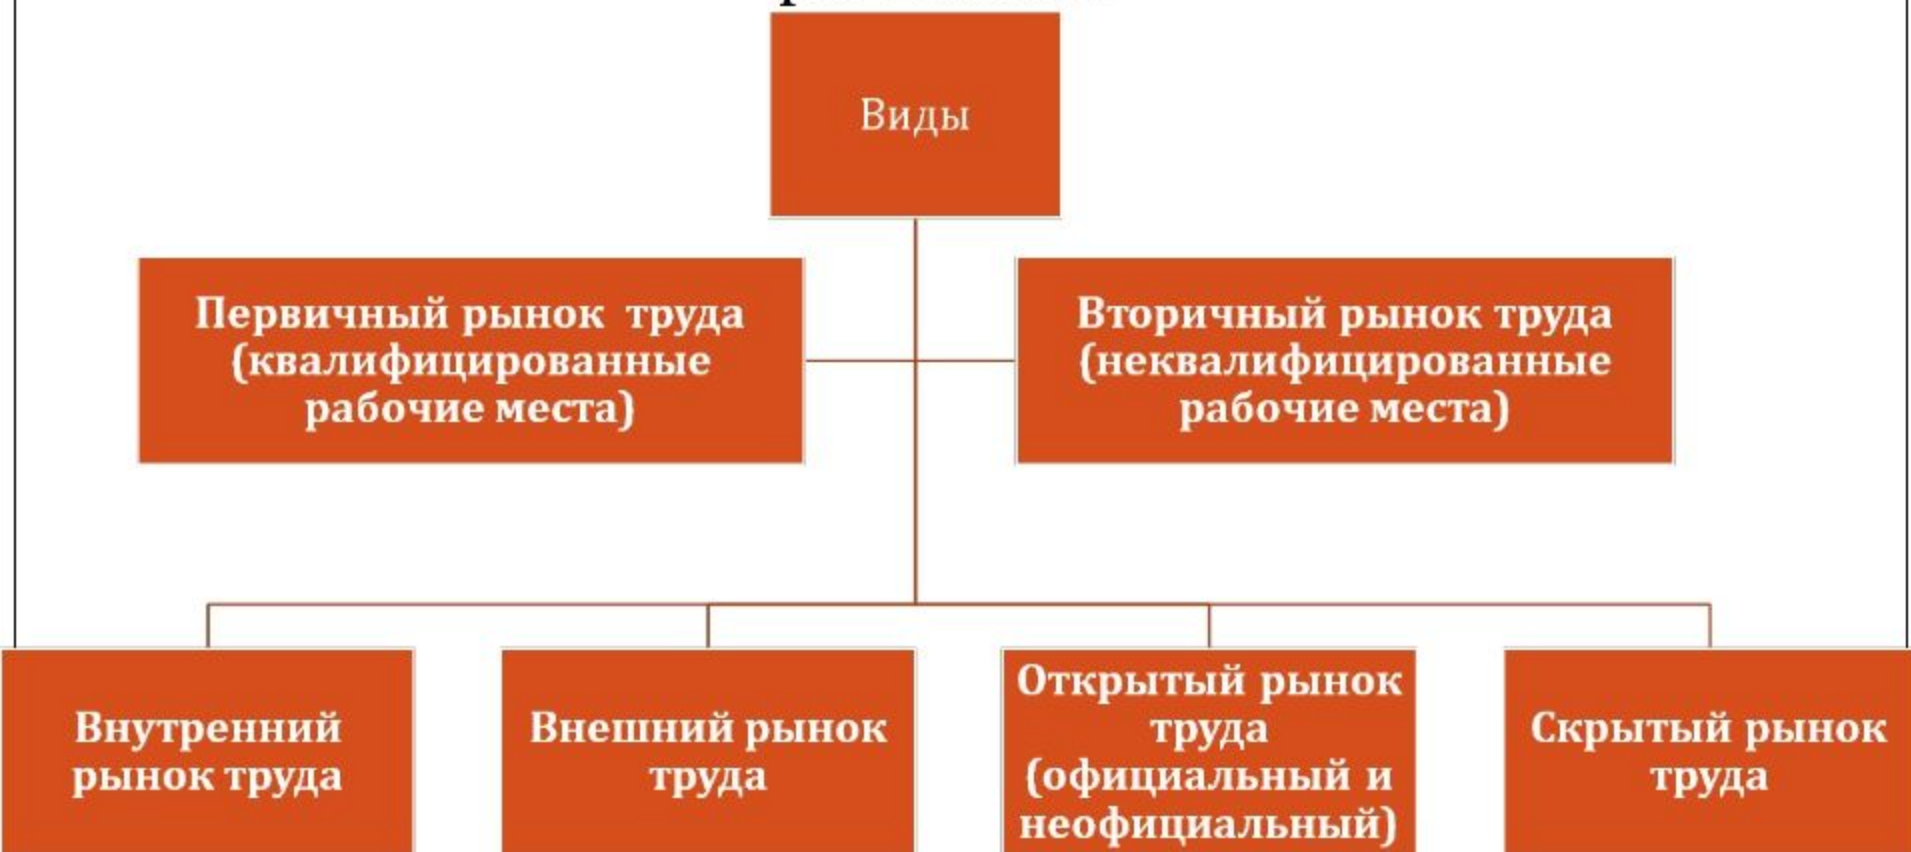 Виды
Первичный рынок труда
(квалифицированные
рабочие места)
Вторичный рынок труда
(неквалифицированные
рабочие места)
Внутренний
рынок труда
Внешний рынок
труда
Открытый рынок
труда
(официальный и
неофициальный)
Скрытый рынок
труда